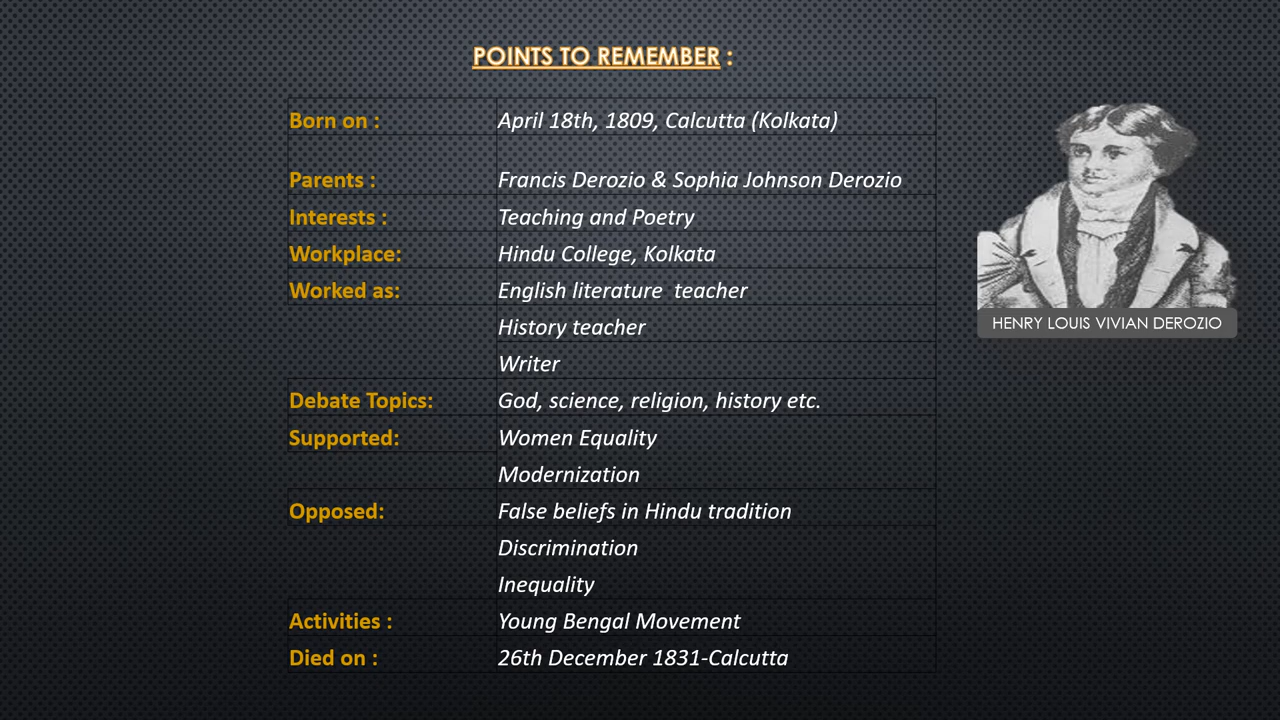 POINTS TO REMEMBER :
Born on : April 18th, 1809, Calcutta (Kolkata)
Parents : Francis Derozio & Sophia Johnson Derozio
Interests : Teaching and Poetry
Workplace: Hindu College, Kolkata
Worked as: English literature  teacher
History teacher
Writer
Debate Topics: God, science, religion, history etc.
Supported: Women Equality
Modernization
Opposed: False beliefs in Hindu tradition
Discrimination
Inequality
Activities : Young Bengal Movement
Died on : 26th December 1831-Calcutta
HENRY LOUIS VIVIAN DEROZIO